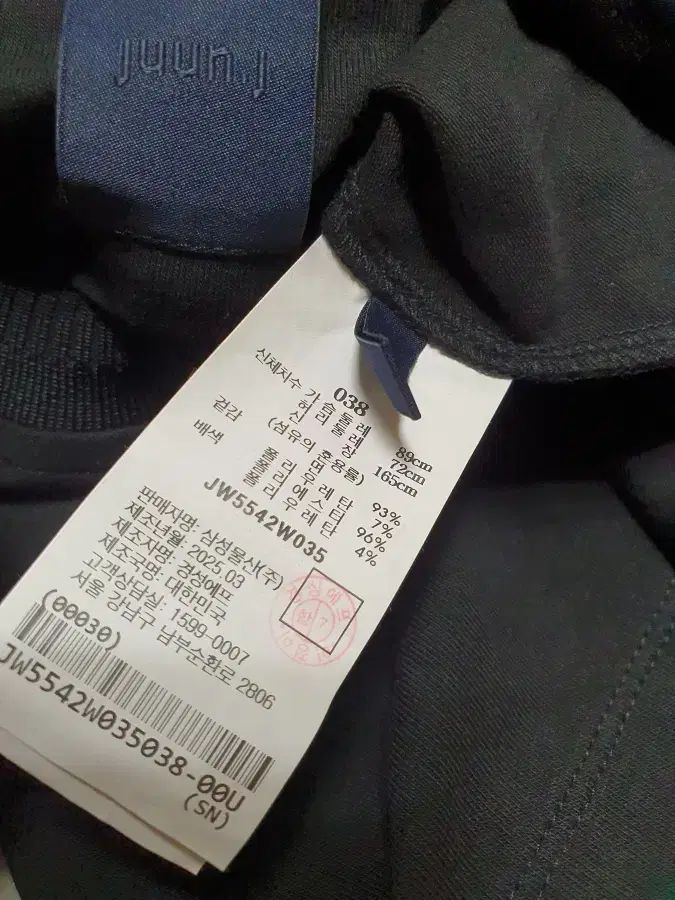 juun.j
038
신체치수 가슴둘레 89cm
허리둘레 72cm
신장 165cm
(섬유의 혼용률)
겉감 면 93%
폴리우레탄 7%
배색 폴리에스터 96%
폴리우레탄 4%
JW5542W035
판매자명: 삼성물산(주)
제조년월: 2025.03
제조자명: 경성에프
제조국명: 대한민국
고객상담실: 1599-0007
서울 강남구 남부순환로 2806
(00030)
JW5542W035038-00U
(SN)